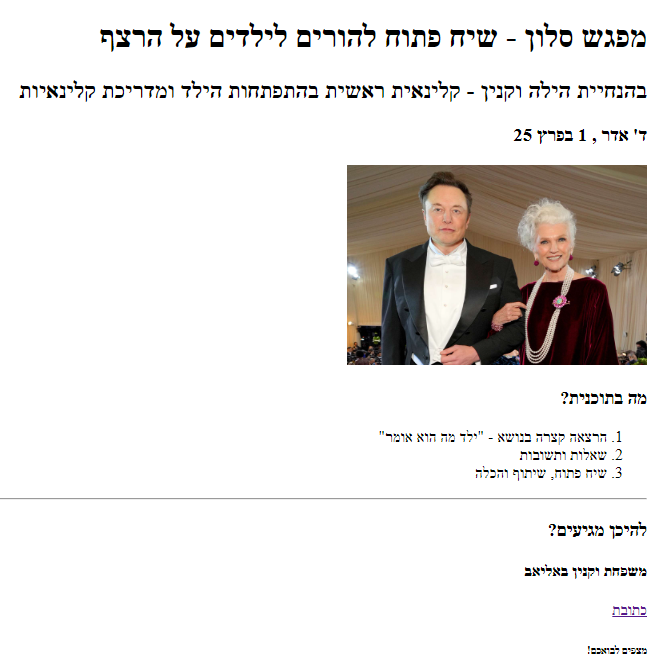 מפגש סלון - שיח פתוח להורים לילדים על הרצף
בהנחיית הילה וקנין - קלינאית ראשית בהתפתחות הילד ומדריכת קלינאיות
ד' אדר , 1 בפרץ 25
מה בתוכנית?
1. הרצאה קצרה בנושא - "ילד מה הוא אומר"
2. שאלות ותשובות
3. שיח פתוח, שיתוף והכלה
להיכן מגיעים?
משפחת וקנין באליאב
כתובת
מצפים לבואכם!